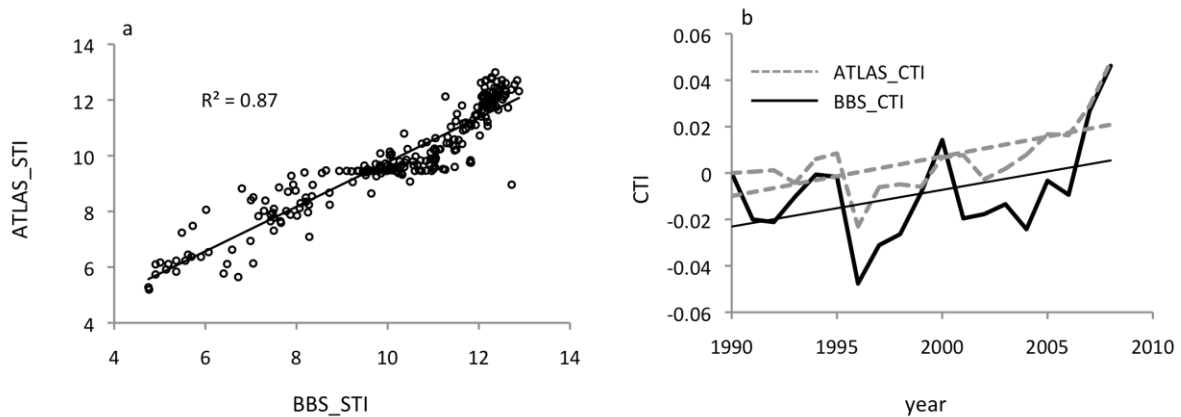 a
ATLAS_STI
14
12
10
8
6
4
R² = 0.87
4 6 8 10 12 14
BBS_STI
b
CTI
0.06
0.04
0.02
0
-0.02
-0.04
-0.06
ATLAS_CTI
BBS_CTI
1990 1995 2000 2005 2010
year